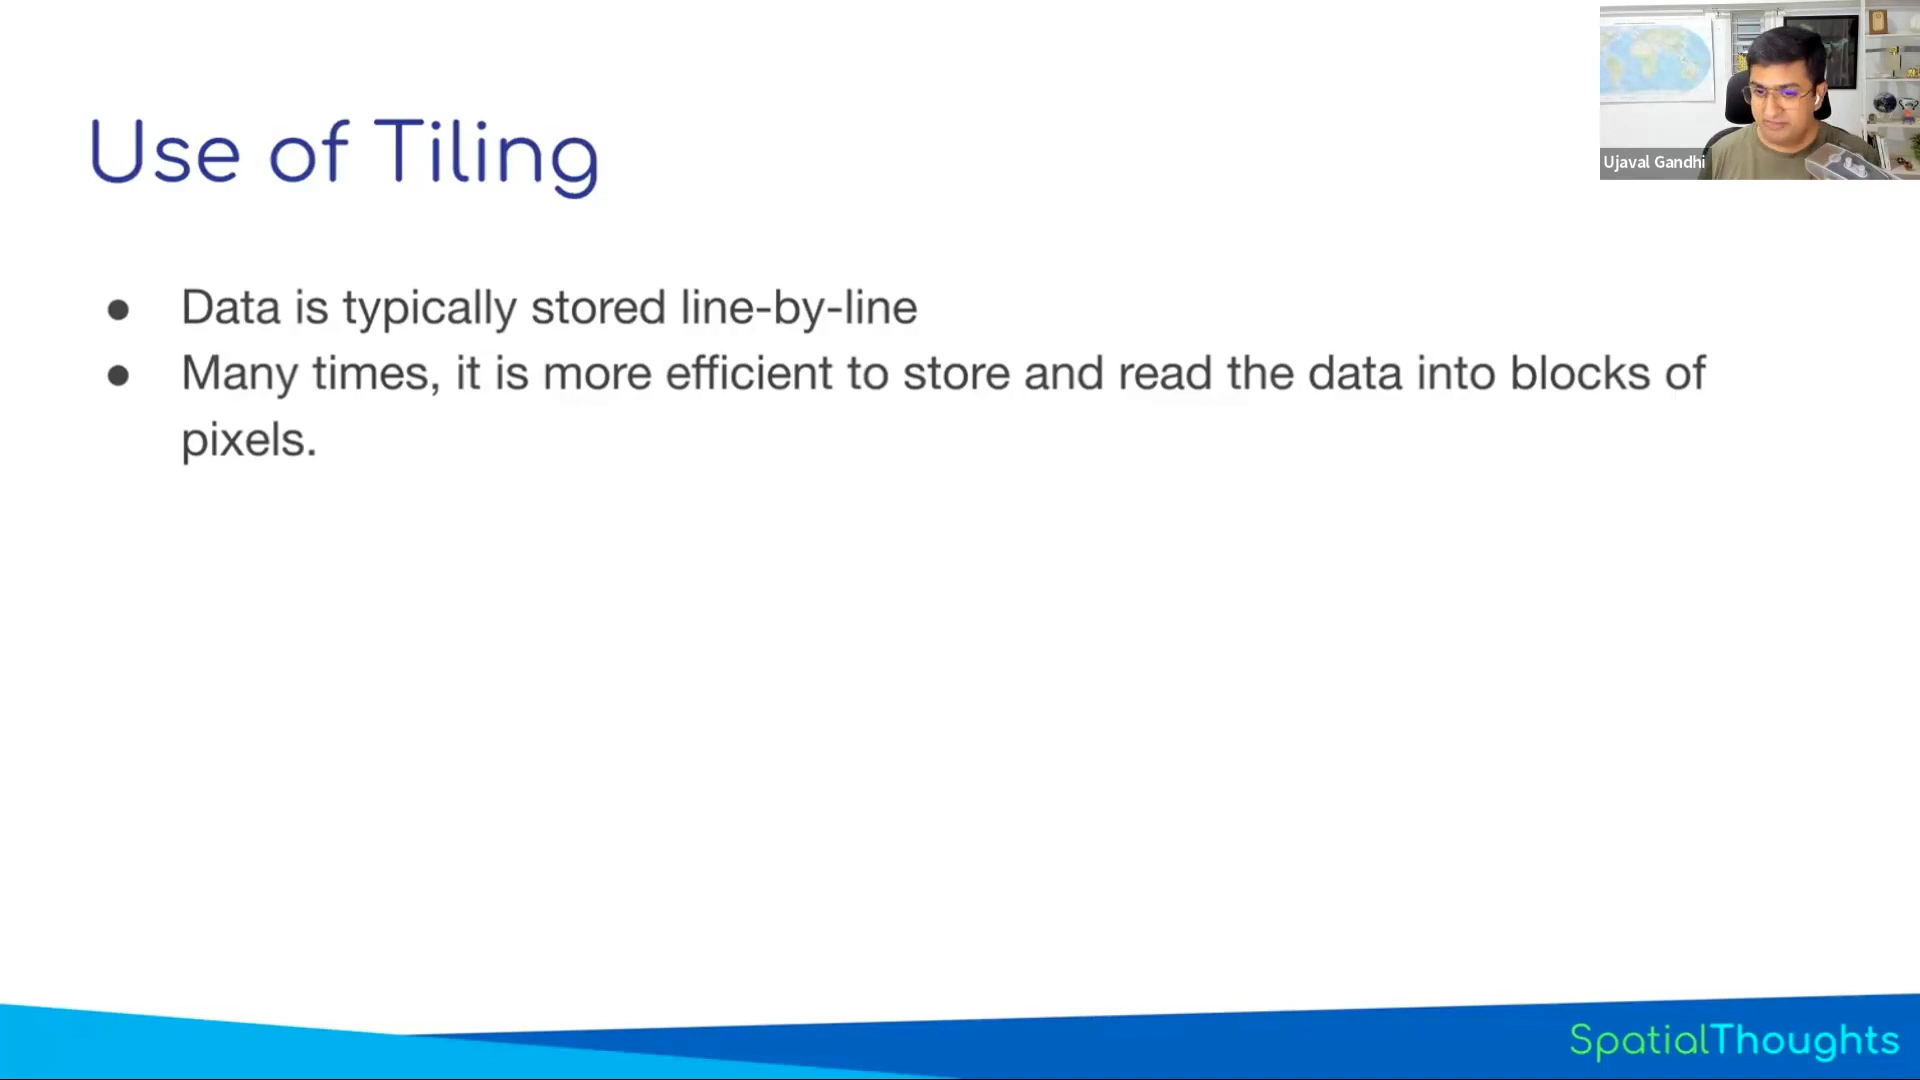 Use of Tiling
Ujaval Gandhi
● Data is typically stored line-by-line
● Many times, it is more efficient to store and read the data into blocks of
pixels.
SpatialThoughts